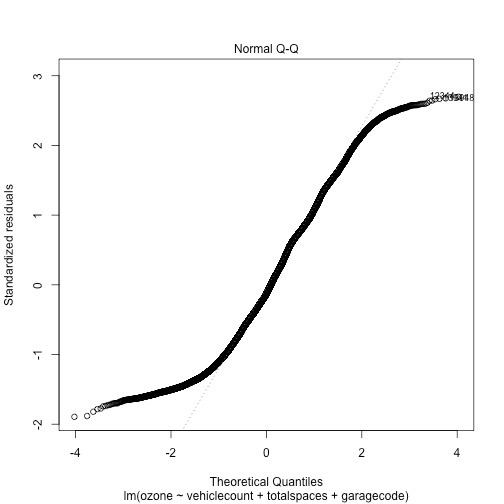 Normal Q-Q
3
2
1
0
-1
-2
Standardized residuals
-4
-2
0
2
4
Theoretical Quantiles
lm(ozone ~ vehiclecount + totalspaces + garagecode)